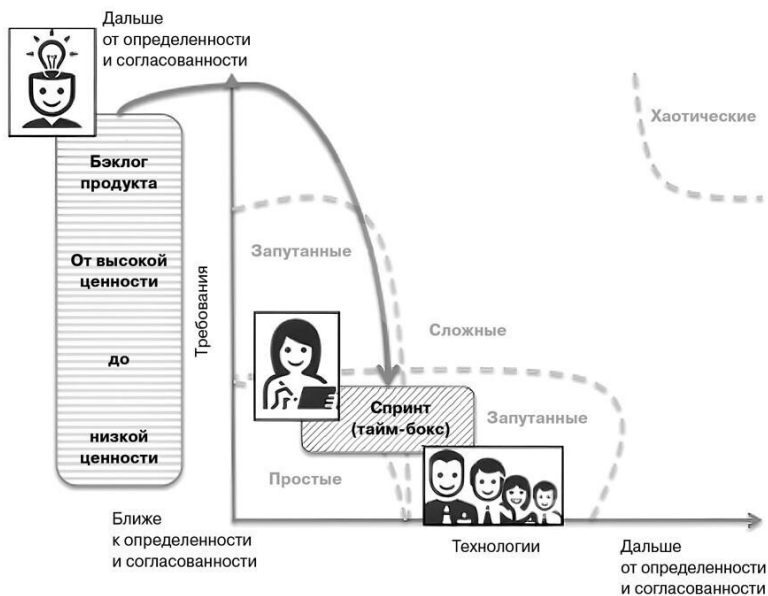 Дальше
от определенности
и согласованности
Хаотические
Бэклог
продукта
От высокой
ценности
до
низкой
ценности
Требования
Запутанные
Сложные
Спринт
(тайм-бокс)
Запутанные
Простые
Ближе
к определенности
и согласованности
Технологии
Дальше
от определенности
и согласованности